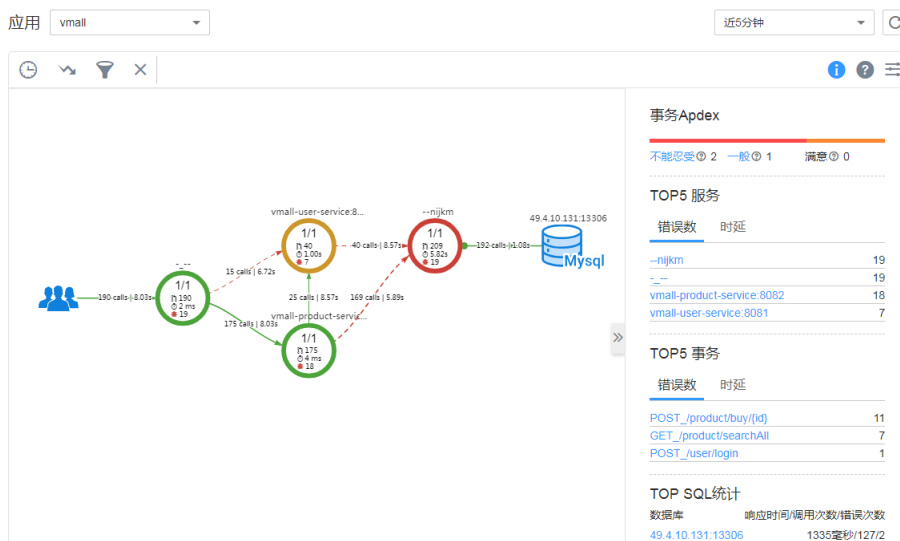 应用 vmall 近5分钟
事务Apdex
不能忍受 2 一般 1 满意 0
TOP5 服务
错误数 时延
--nijkm 19
-_-- 19
vmall-product-service:8082 18
vmall-user-service:8081 7
TOP5 事务
错误数 时延
POST_/product/buy/{id} 11
GET_/product/searchAll 7
POST_/user/login 1
TOP SQL统计
数据库 响应时间/调用次数/错误次数
49.4.10.131:13306 1335毫秒/127/2
vmall-user-service:8...
1/1
40
1.00s
7
--nijkm
1/1
209
5.82s
19
49.4.10.131:13306
Mysql
-_--
1/1
190
2 ms
19
vmall-product-servic...
1/1
175
4 ms
18
190 calls | 8.03s
15 calls | 6.72s
175 calls | 8.03s
25 calls | 8.57s
40 calls | 8.57s
169 calls | 5.89s
192 calls | 1.08s